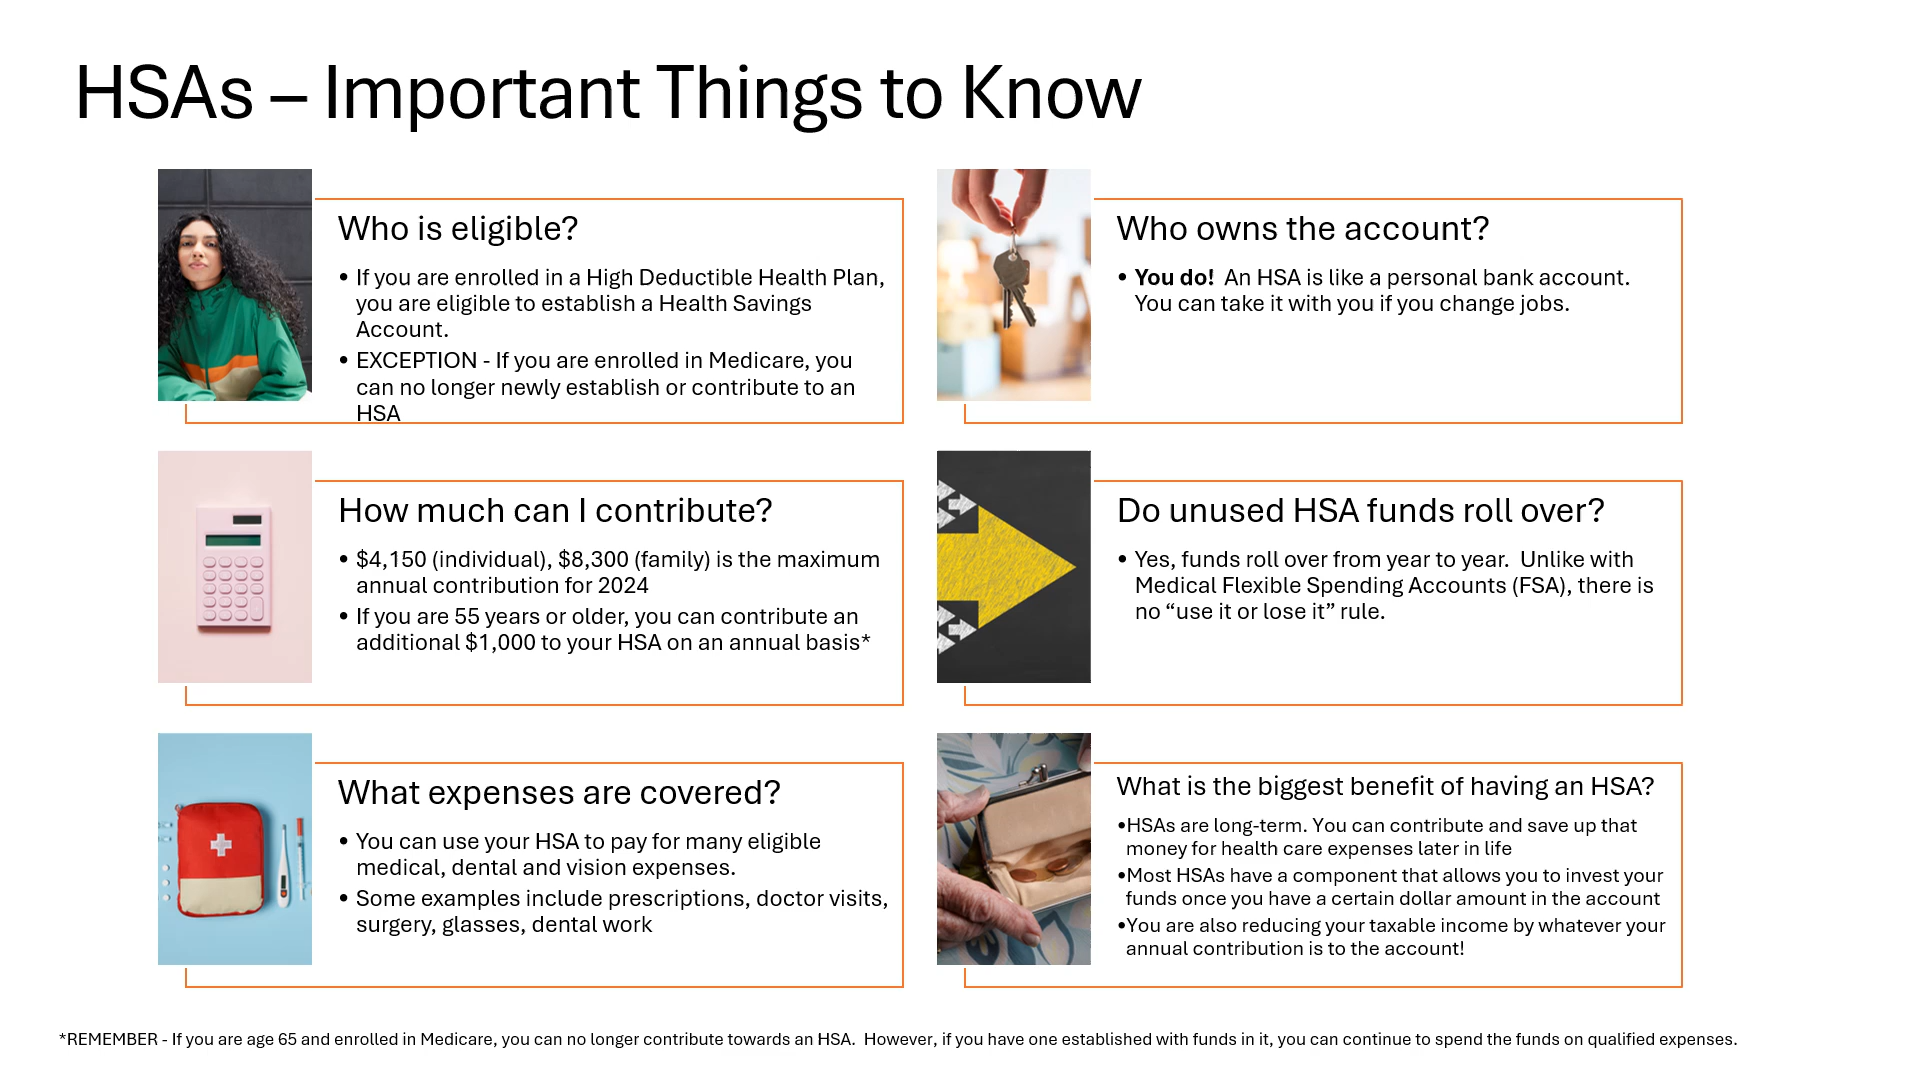 HSAs – Important Things to Know
Who is eligible?
• If you are enrolled in a High Deductible Health Plan,
you are eligible to establish a Health Savings
Account.
• EXCEPTION - If you are enrolled in Medicare, you
can no longer newly establish or contribute to an
HSA
Who owns the account?
• You do!  An HSA is like a personal bank account.
You can take it with you if you change jobs.
How much can I contribute?
• $4,150 (individual), $8,300 (family) is the maximum
annual contribution for 2024
• If you are 55 years or older, you can contribute an
additional $1,000 to your HSA on an annual basis*
Do unused HSA funds roll over?
• Yes, funds roll over from year to year.  Unlike with
Medical Flexible Spending Accounts (FSA), there is
no “use it or lose it” rule.
What expenses are covered?
• You can use your HSA to pay for many eligible
medical, dental and vision expenses.
• Some examples include prescriptions, doctor visits,
surgery, glasses, dental work
What is the biggest benefit of having an HSA?
•HSAs are long-term. You can contribute and save up that
money for health care expenses later in life
•Most HSAs have a component that allows you to invest your
funds once you have a certain dollar amount in the account
•You are also reducing your taxable income by whatever your
annual contribution is to the account!
*REMEMBER - If you are age 65 and enrolled in Medicare, you can no longer contribute towards an HSA.  However, if you have one established with funds in it, you can continue to spend the funds on qualified expenses.